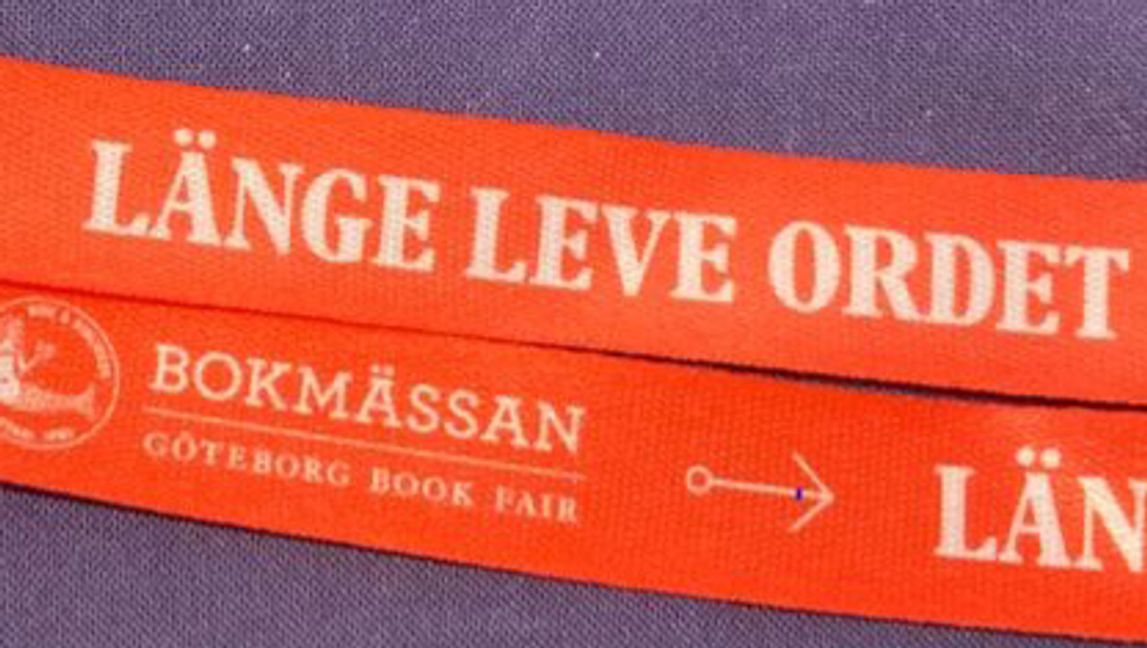 LÄNGE LEVE ORDET
BOKMÄSSAN
GÖTEBORG BOOK FAIR
LÄN